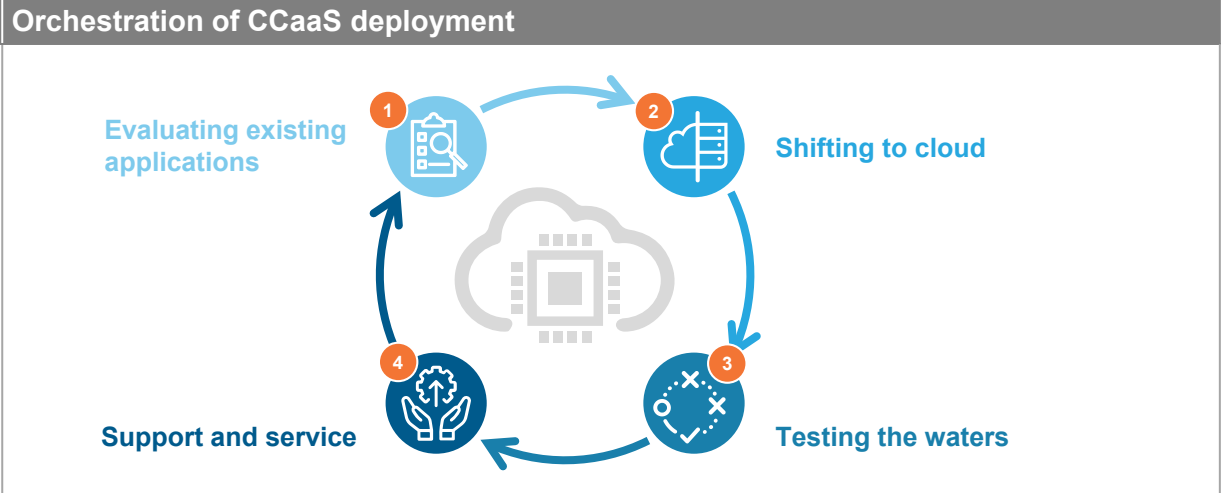 Orchestration of CCaaS deployment
1
2
Evaluating existing
applications
Shifting to cloud
4
3
Support and service
Testing the waters